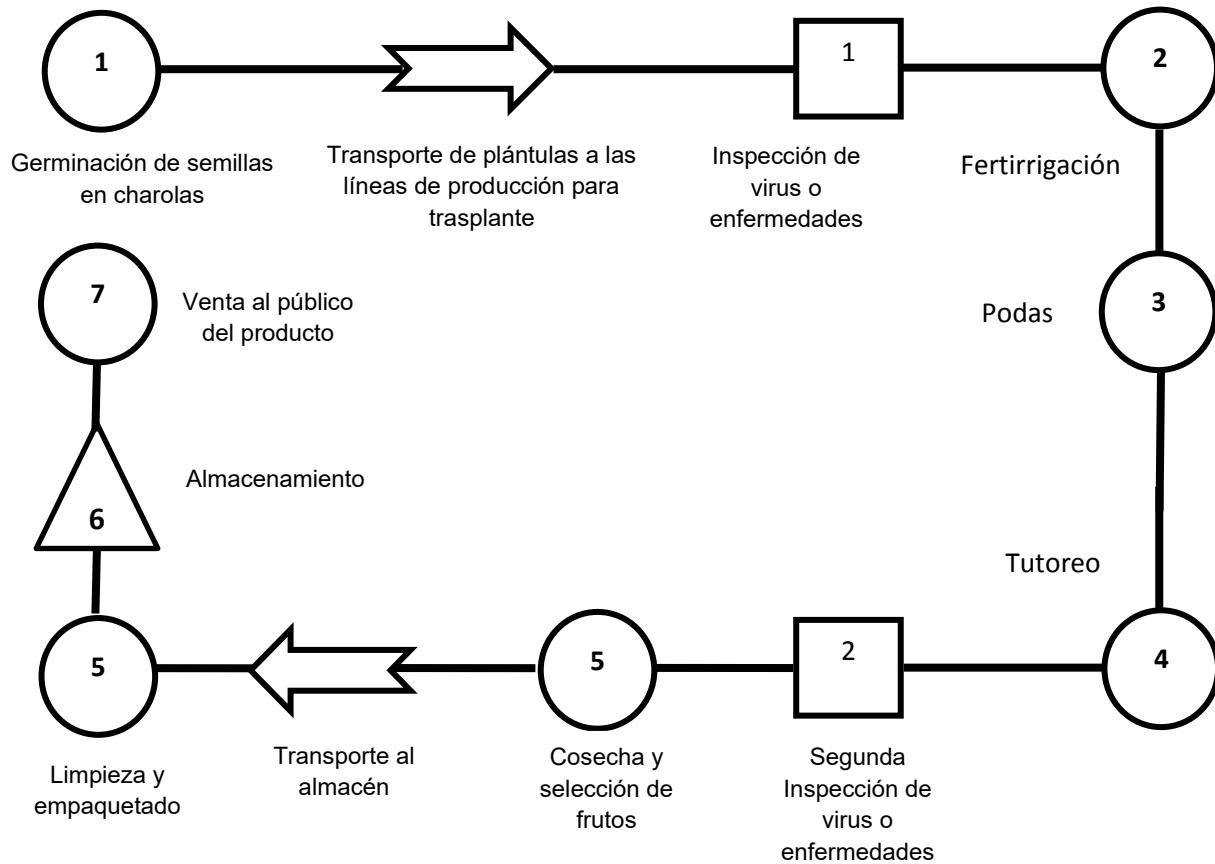 1
Germinación de semillas
en charolas
Transporte de plántulas a las
líneas de producción para
trasplante
1
Inspección de
virus o
enfermedades
2
Fertirrigación
3
Podas
4
Tutoreo
2
Segunda
Inspección de
virus o
enfermedades
5
Cosecha y
selección de
frutos
Transporte al
almacén
5
Limpieza y
empaquetado
6
Almacenamiento
7
Venta al público
del producto